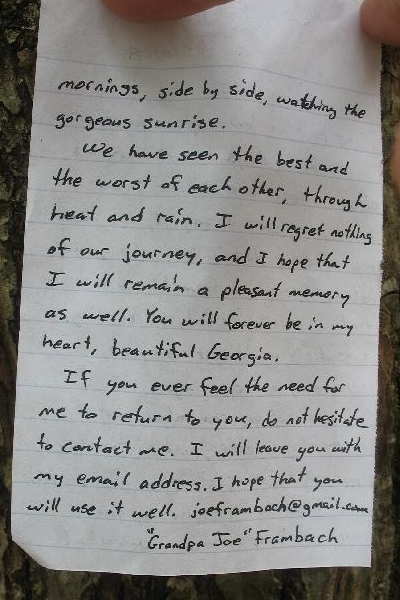 mornings, side by side, watching the
gorgeous sunrise.
We have seen the best and
the worst of each other, through
heat and rain. I will regret nothing
of our journey, and I hope that
I will remain a pleasant memory
as well. You will forever be in my
heart, beautiful Georgia.
If you ever feel the need for
me to return to you, do not hesitate
to contact me. I will leave you with
my email address. I hope that you
will use it well. joeframbach@gmail.com
"Grandpa Joe" Frambach